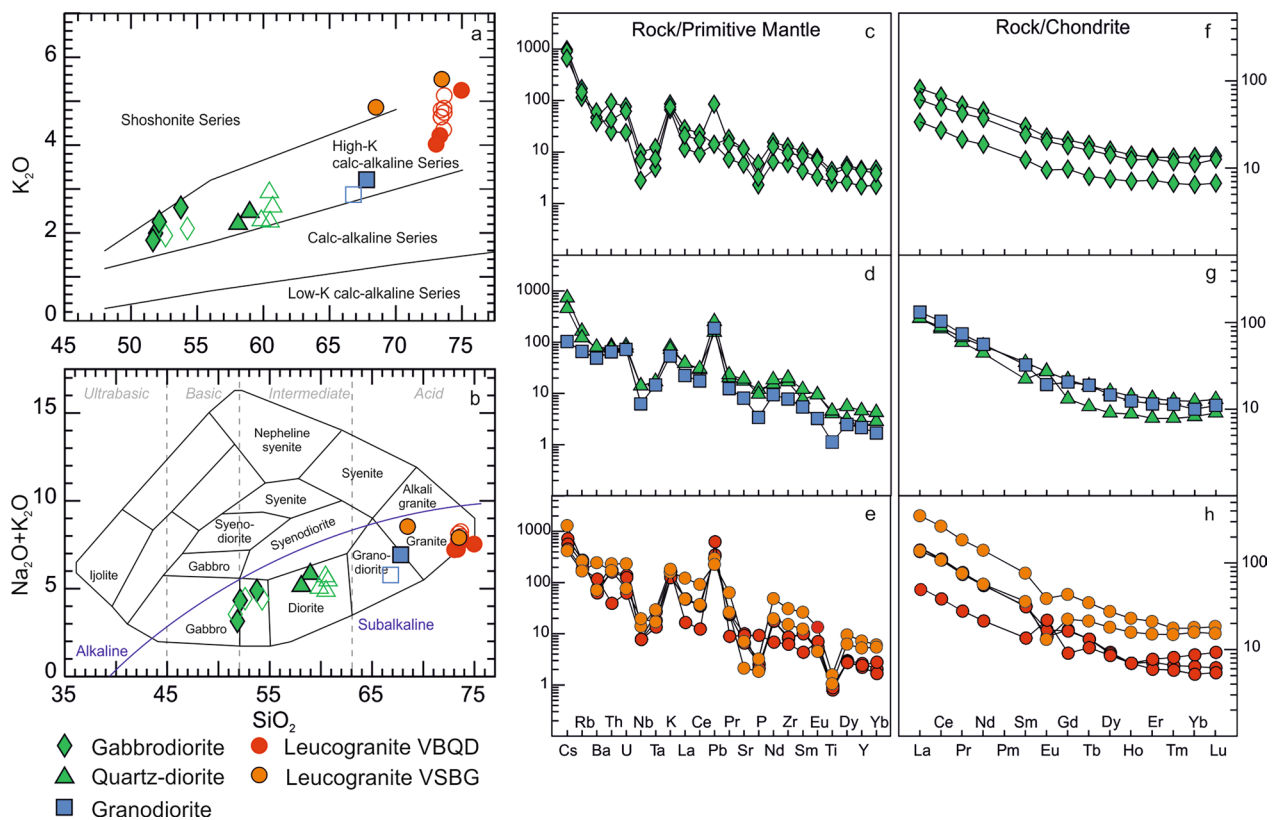 a
K₂O
6
4
2
0
Shoshonite Series
High-K
calc-alkaline Series
Calc-alkaline Series
Low-K calc-alkaline Series
45 50 55 60 65 70 75
b
Na₂O+K₂O
15
10
5
0
Ultrabasic Basic Intermediate Acid
Nepheline
syenite
Syenite
Alkali
granite
Syenite
Syeno-
diorite
Syenodiorite
Granite
Grano-
diorite
Gabbro
Ijolite
Diorite
Gabbro
Subalkaline
Alkaline
36 45 55 65 75
SiO₂
Gabbrodiorite
Quartz-diorite
Granodiorite
Leucogranite VBQD
Leucogranite VSBG
Rock/Primitive Mantle c
1000
100
10
1
d
1000
100
10
1
e
1000
100
10
1
Rb Th Nb K Ce Pr P Zr Eu Dy Yb
Cs Ba U Ta La Pb Sr Nd Sm Ti Y
Rock/Chondrite f
100
10
g
100
10
h
100
10
Ce Nd Sm Gd Dy Er Yb
La Pr Pm Eu Tb Ho Tm Lu